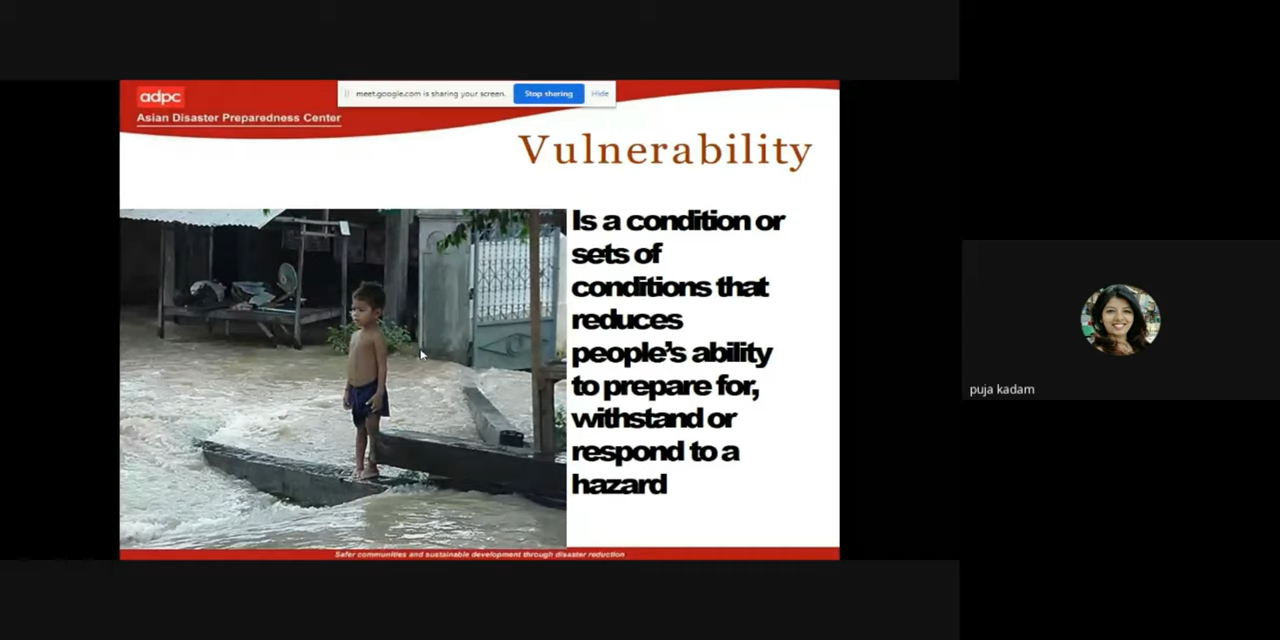 adpc
Asian Disaster Preparedness Center
meet.google.com is sharing your screen.
Stop sharing
Hide
Vulnerability
Is a condition or
sets of
conditions that
reduces
people's ability
to prepare for,
withstand or
respond to a
hazard
puja kadam
Safer communities and sustainable development through disaster reduction